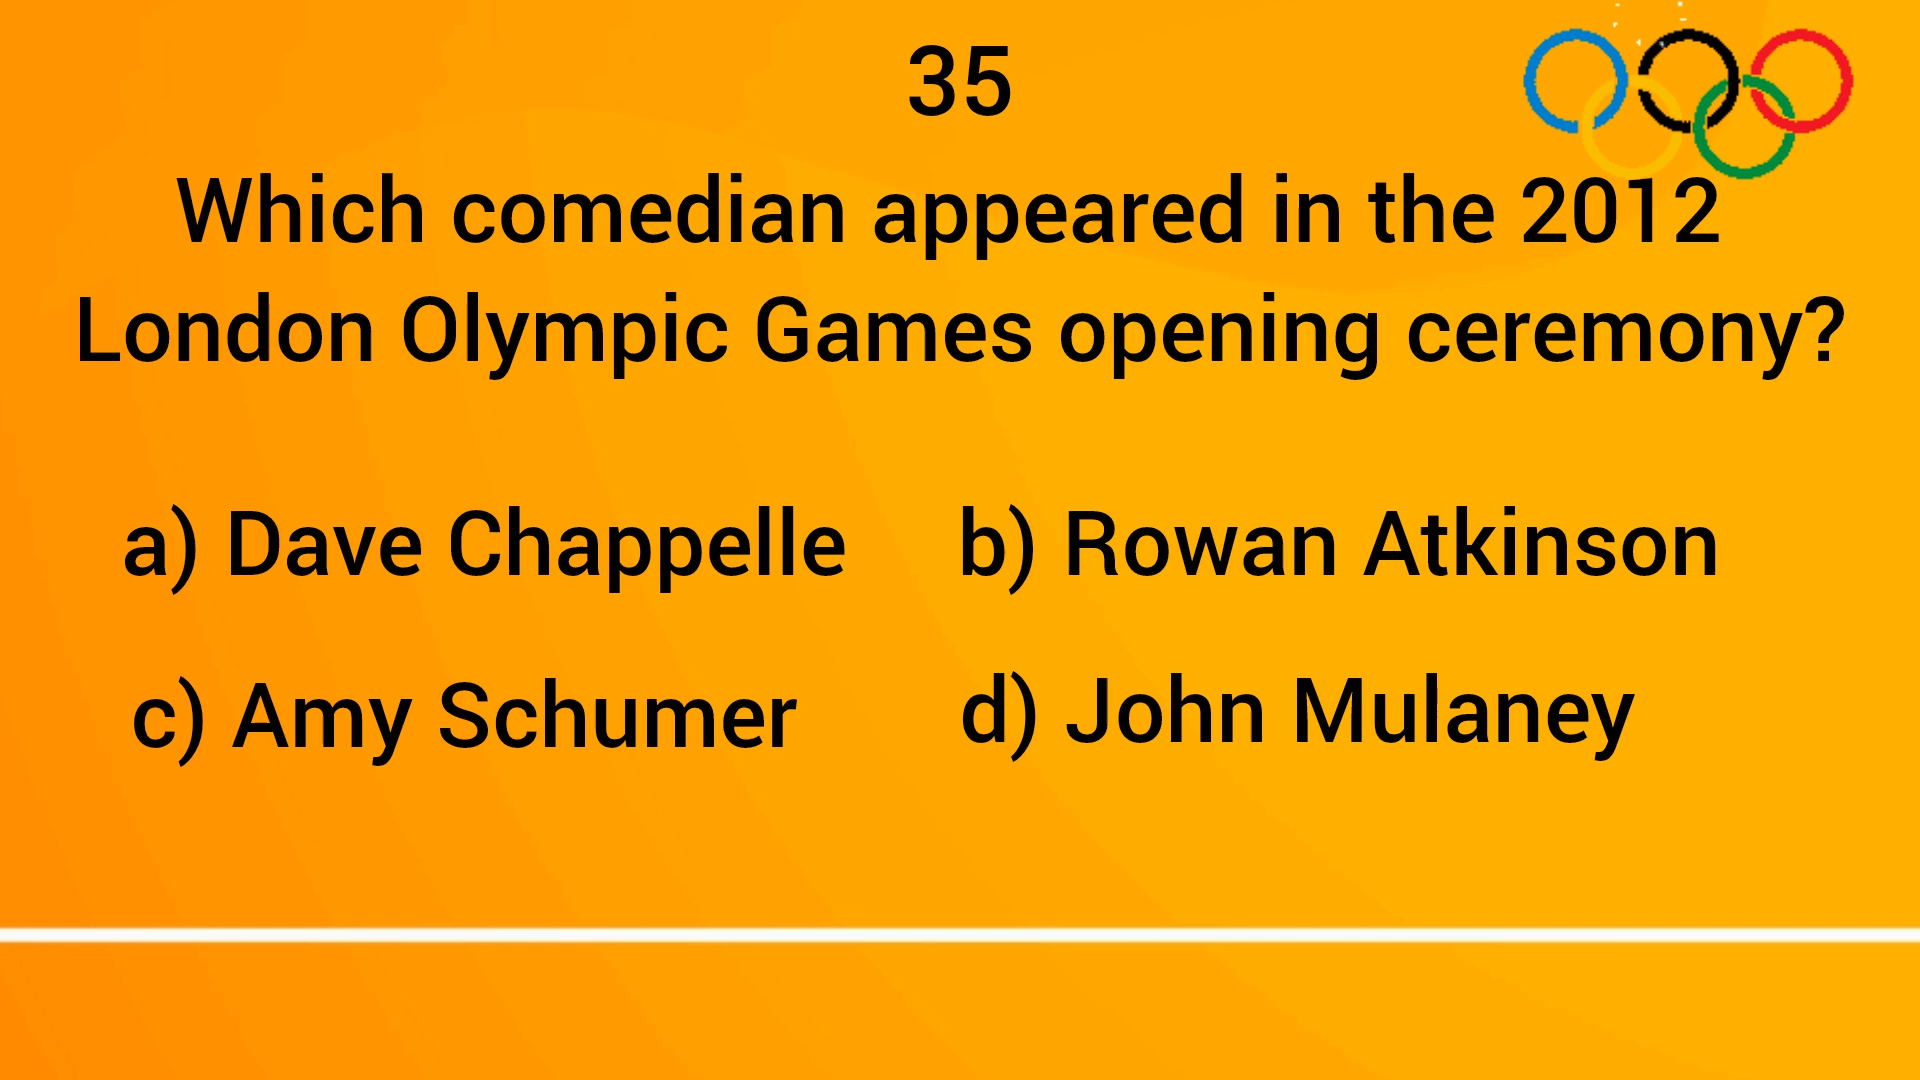 35
Which comedian appeared in the 2012
London Olympic Games opening ceremony?
a) Dave Chappelle b) Rowan Atkinson
c) Amy Schumer d) John Mulaney